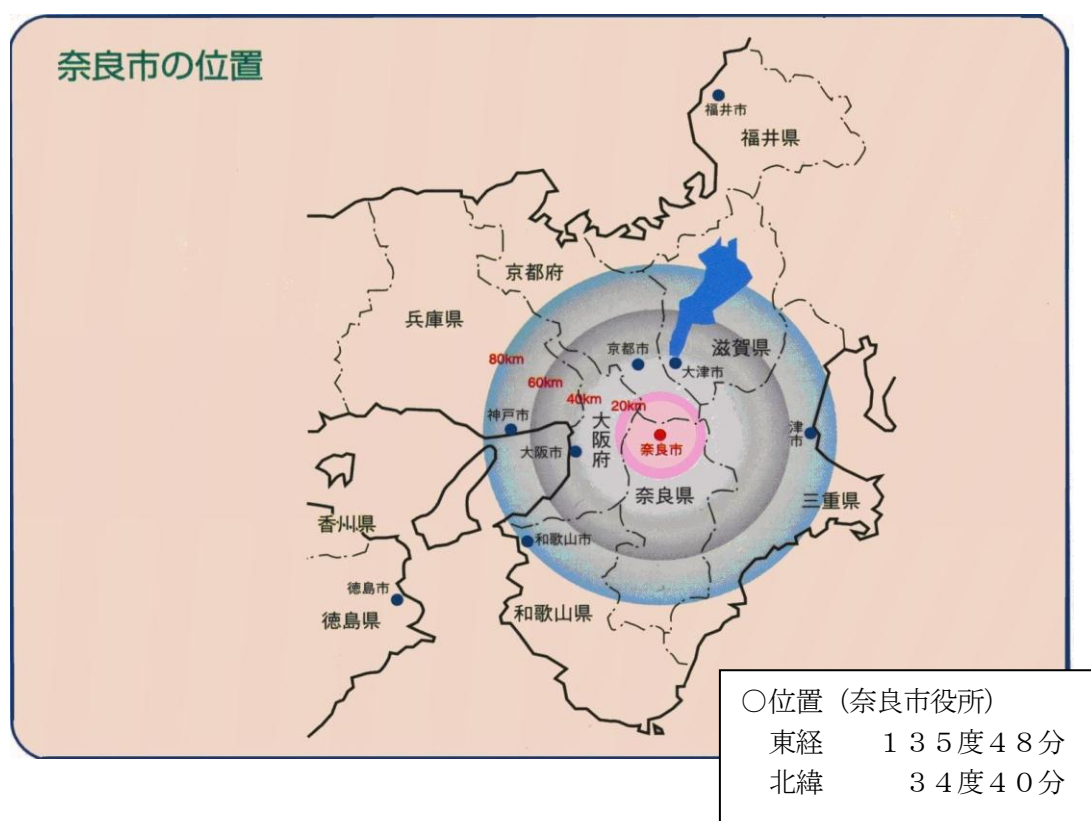 奈良市の位置
福井市
福井県
京都府
兵庫県
京都市
滋賀県
大津市
80km
60km
40km
20km
神戸市
大阪市
大阪府
奈良市
津市
奈良県
三重県
香川県
和歌山市
徳島市
徳島県
和歌山県
○位置（奈良市役所）
東経　　１３５度４８分
北緯　　　３４度４０分